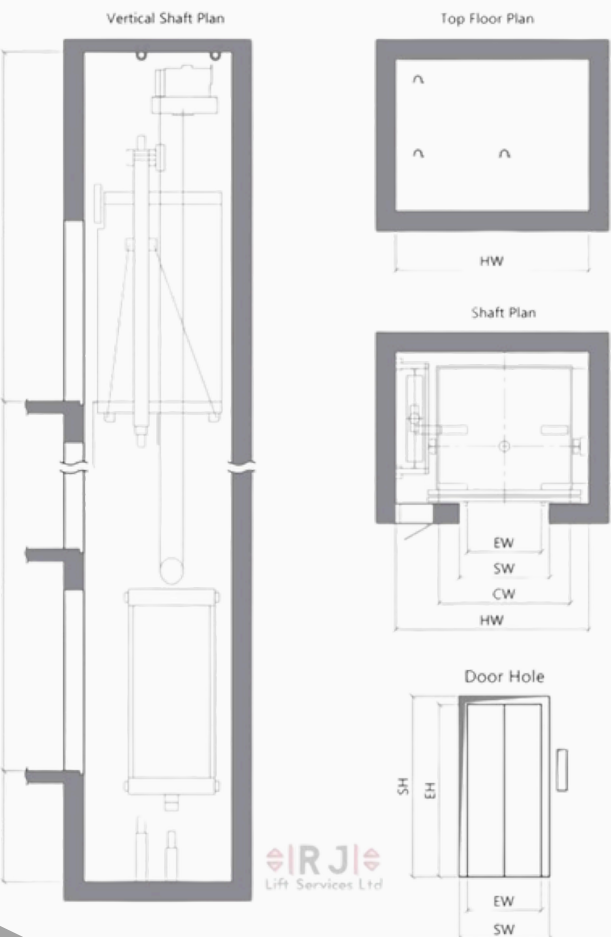 Vertical Shaft Plan
Top Floor Plan
HW
Shaft Plan
EW
SW
CW
HW
Door Hole
SH
EH
RJ
Lift Services Ltd
EW
SW